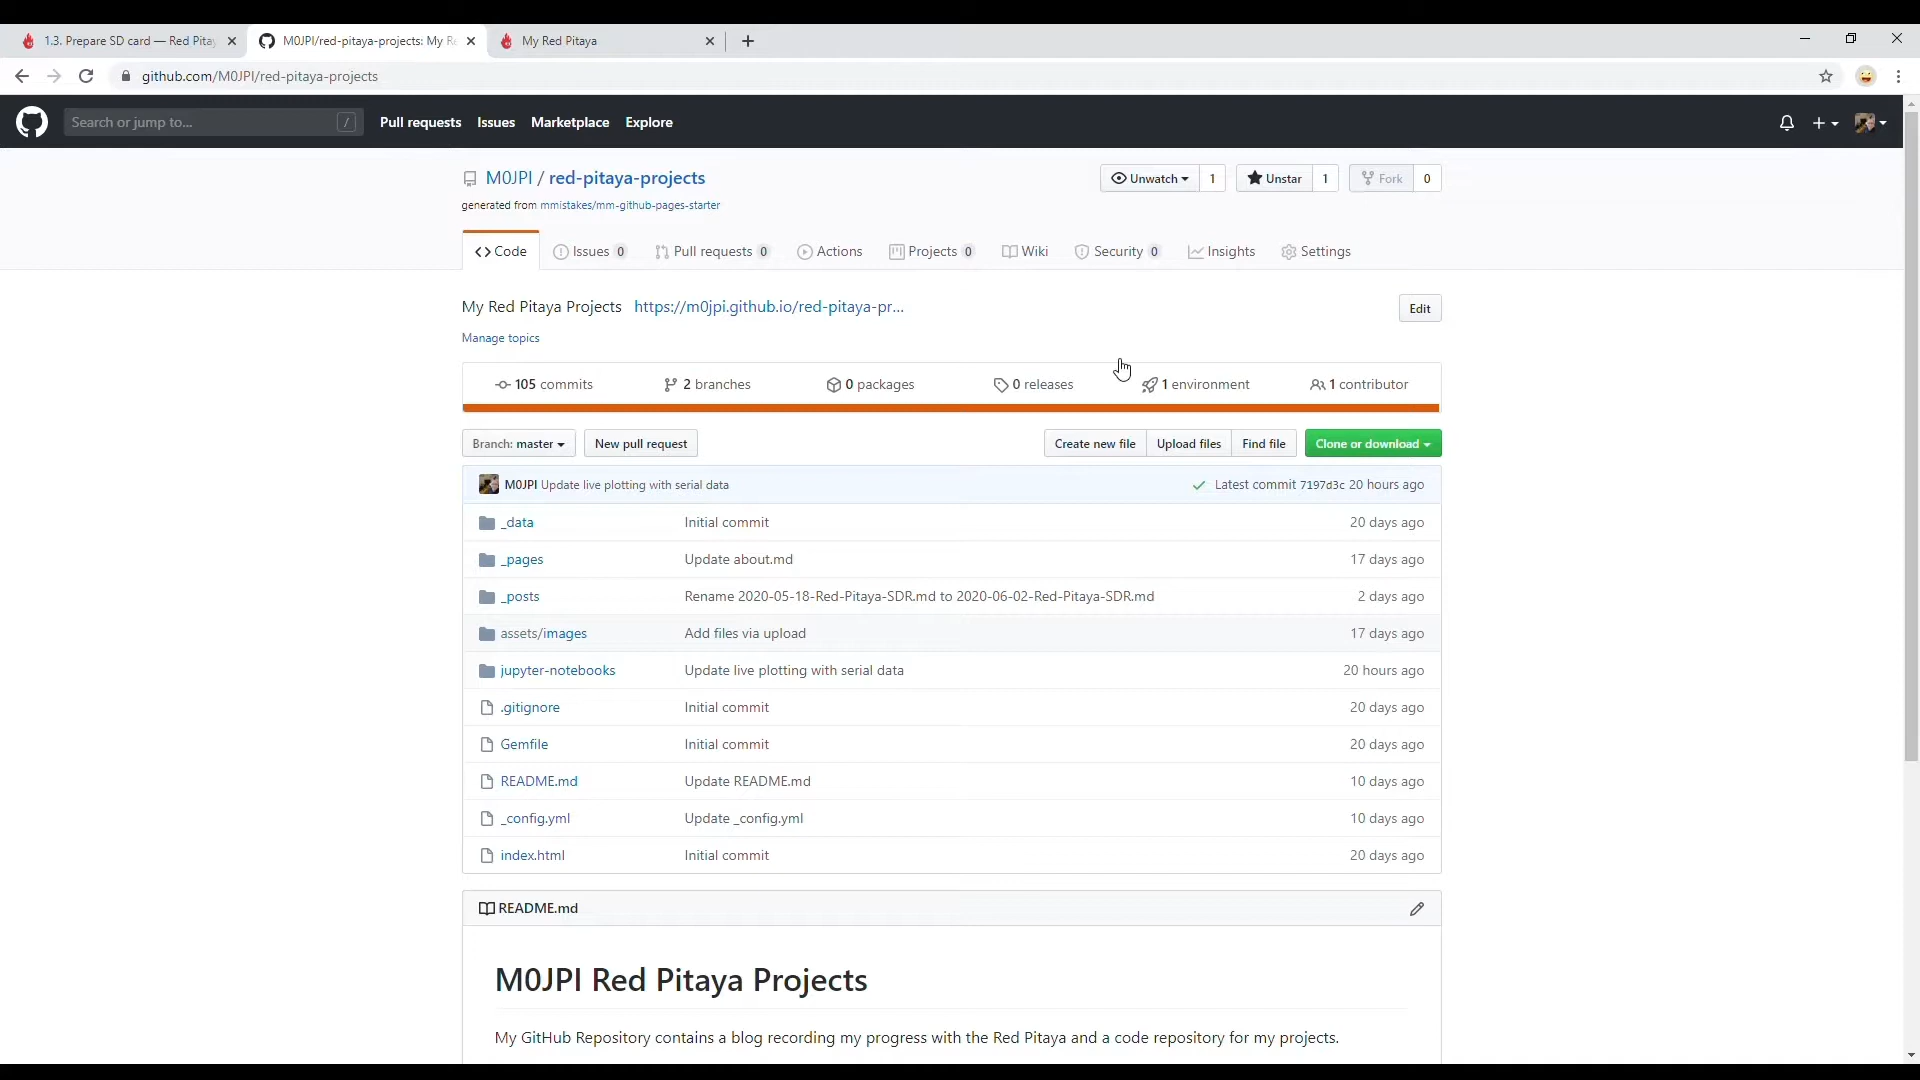 1.3. Prepare SD card — Red Pitay
M0JPI/red-pitaya-projects: My Re
My Red Pitaya
github.com/M0JPI/red-pitaya-projects
Search or jump to...
/
Pull requests Issues Marketplace Explore
M0JPI / red-pitaya-projects
Unwatch 1 Unstar 1 Fork 0
generated from mmistakes/mm-github-pages-starter
Code Issues 0 Pull requests 0 Actions Projects 0 Wiki Security 0 Insights Settings
My Red Pitaya Projects https://m0jpi.github.io/red-pitaya-pr...
Edit
Manage topics
105 commits 2 branches 0 packages 0 releases 1 environment 1 contributor
Branch: master New pull request Create new file Upload files Find file Clone or download
M0JPI Update live plotting with serial data Latest commit 7197d3c 20 hours ago
_data Initial commit 20 days ago
_pages Update about.md 17 days ago
_posts Rename 2020-05-18-Red-Pitaya-SDR.md to 2020-06-02-Red-Pitaya-SDR.md 2 days ago
assets/images Add files via upload 17 days ago
jupyter-notebooks Update live plotting with serial data 20 hours ago
.gitignore Initial commit 20 days ago
Gemfile Initial commit 20 days ago
README.md Update README.md 10 days ago
_config.yml Update _config.yml 10 days ago
index.html Initial commit 20 days ago
README.md
M0JPI Red Pitaya Projects
My GitHub Repository contains a blog recording my progress with the Red Pitaya and a code repository for my projects.